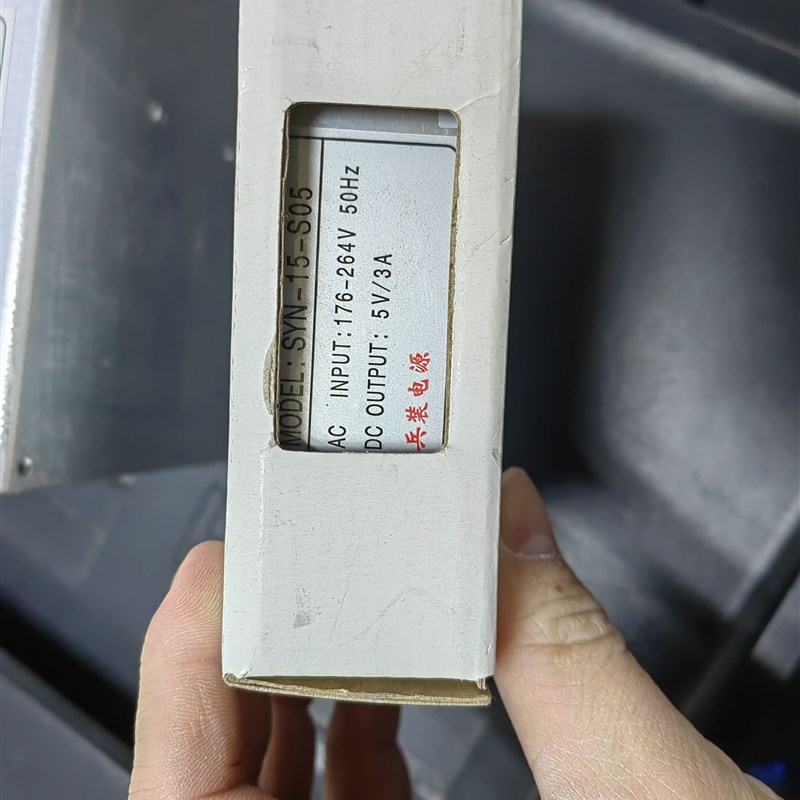 MODEL: SYN-15-S05
AC INPUT:176-264V 50Hz
DC OUTPUT: 5V/3A
兵装电源